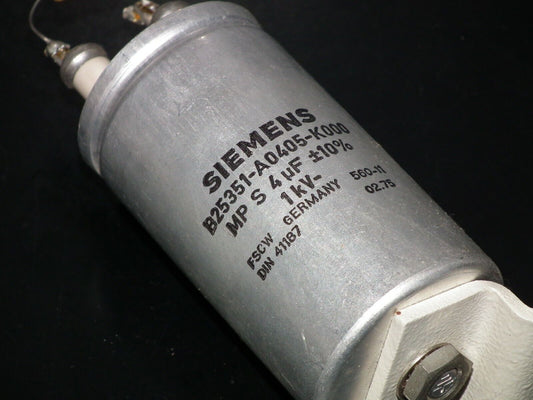 SIEMENS
B25351-A0405-K000
MP S 4 µF ±10%
1 kV-
FSCW GERMANY 560-11
DIN 41187 02.75